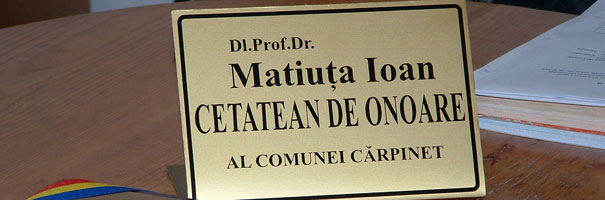 Dl.Prof.Dr.
Matiuța Ioan
CETATEAN DE ONOARE
AL COMUNEI CĂRPINET